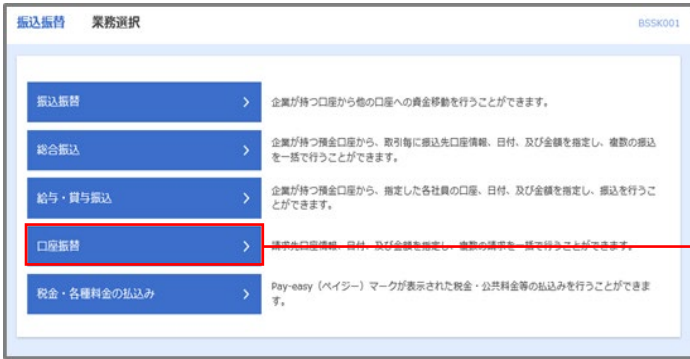 振込振替 業務選択 BSSK001
振込振替 企業が持つ口座から他の口座への資金移動を行うことができます。
総合振込 企業が持つ預金口座から、取引毎に振込先口座情報、日付、及び金額を指定し、複数の振込
を一括で行うことができます。
給与・賞与振込 企業が持つ預金口座から、指定した各社員の口座、日付、及び金額を指定し、振込を行うこ
とができます。
口座振替 請求先口座情報、日付、及び金額を指定し、複数の請求を一括で行うことができます。
税金・各種料金の払込み Pay-easy（ペイジー）マークが表示された税金・公共料金等の払込みを行うことができま
す。